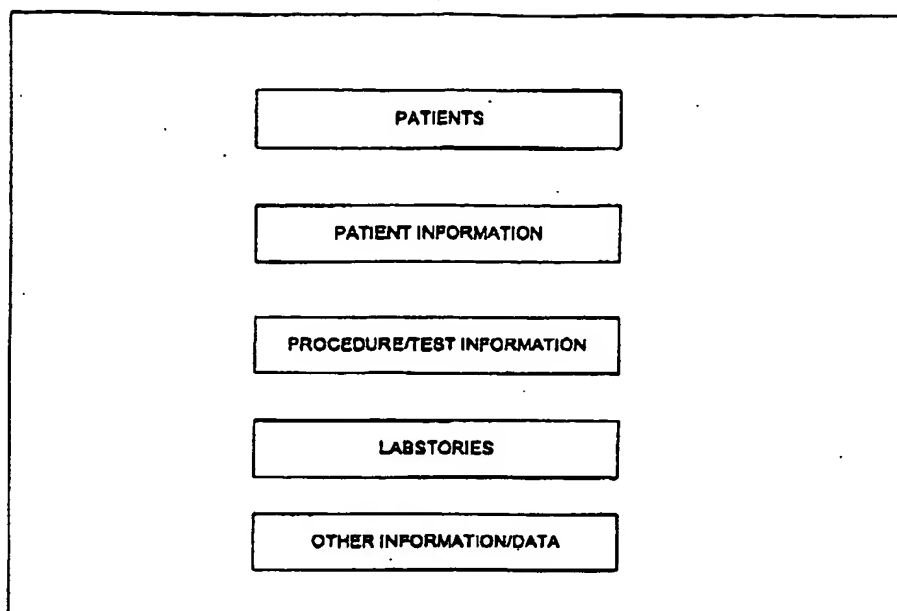 PATIENTS
PATIENT INFORMATION
PROCEDURE/TEST INFORMATION
LABSTORIES
OTHER INFORMATION/DATA